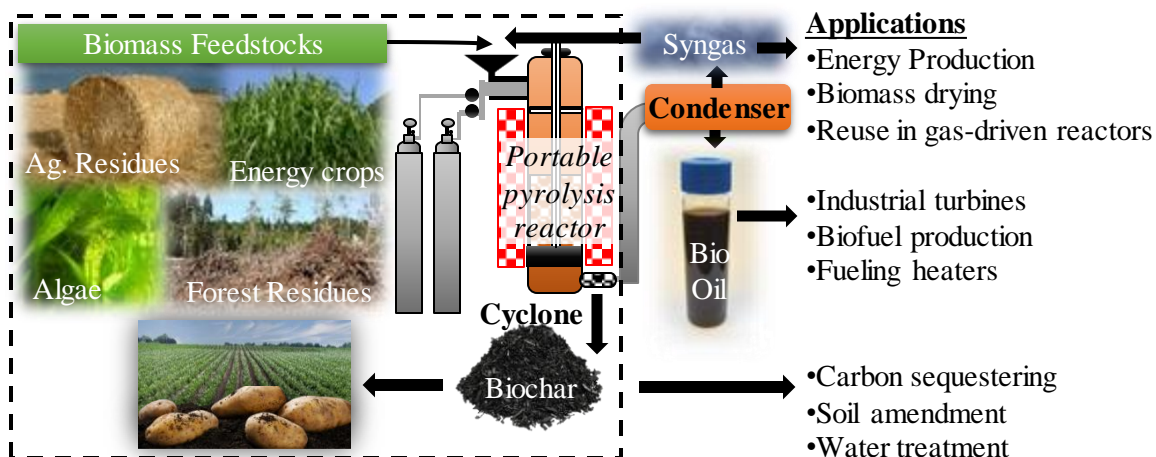 Biomass Feedstocks
Ag. Residues
Energy crops
Algae
Forest Residues
Portable
pyrolysis
reactor
Cyclone
Biochar
Syngas
Condenser
Bio
Oil
Applications
•Energy Production
•Biomass drying
•Reuse in gas-driven reactors
•Industrial turbines
•Biofuel production
•Fueling heaters
•Carbon sequestering
•Soil amendment
•Water treatment